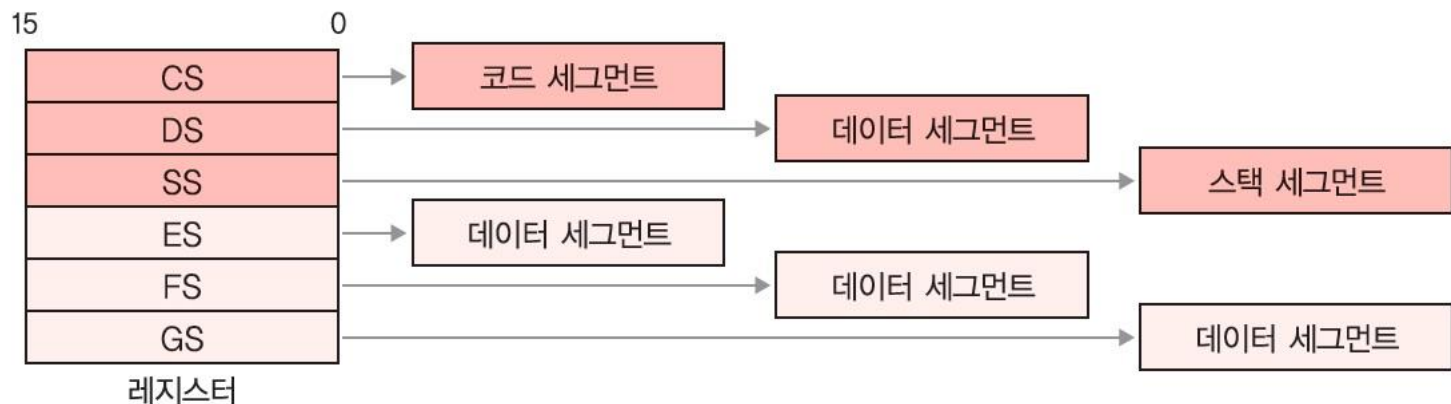 15 0
CS 코드 세그먼트
DS 데이터 세그먼트
SS 스택 세그먼트
ES 데이터 세그먼트
FS 데이터 세그먼트
GS 데이터 세그먼트
레지스터